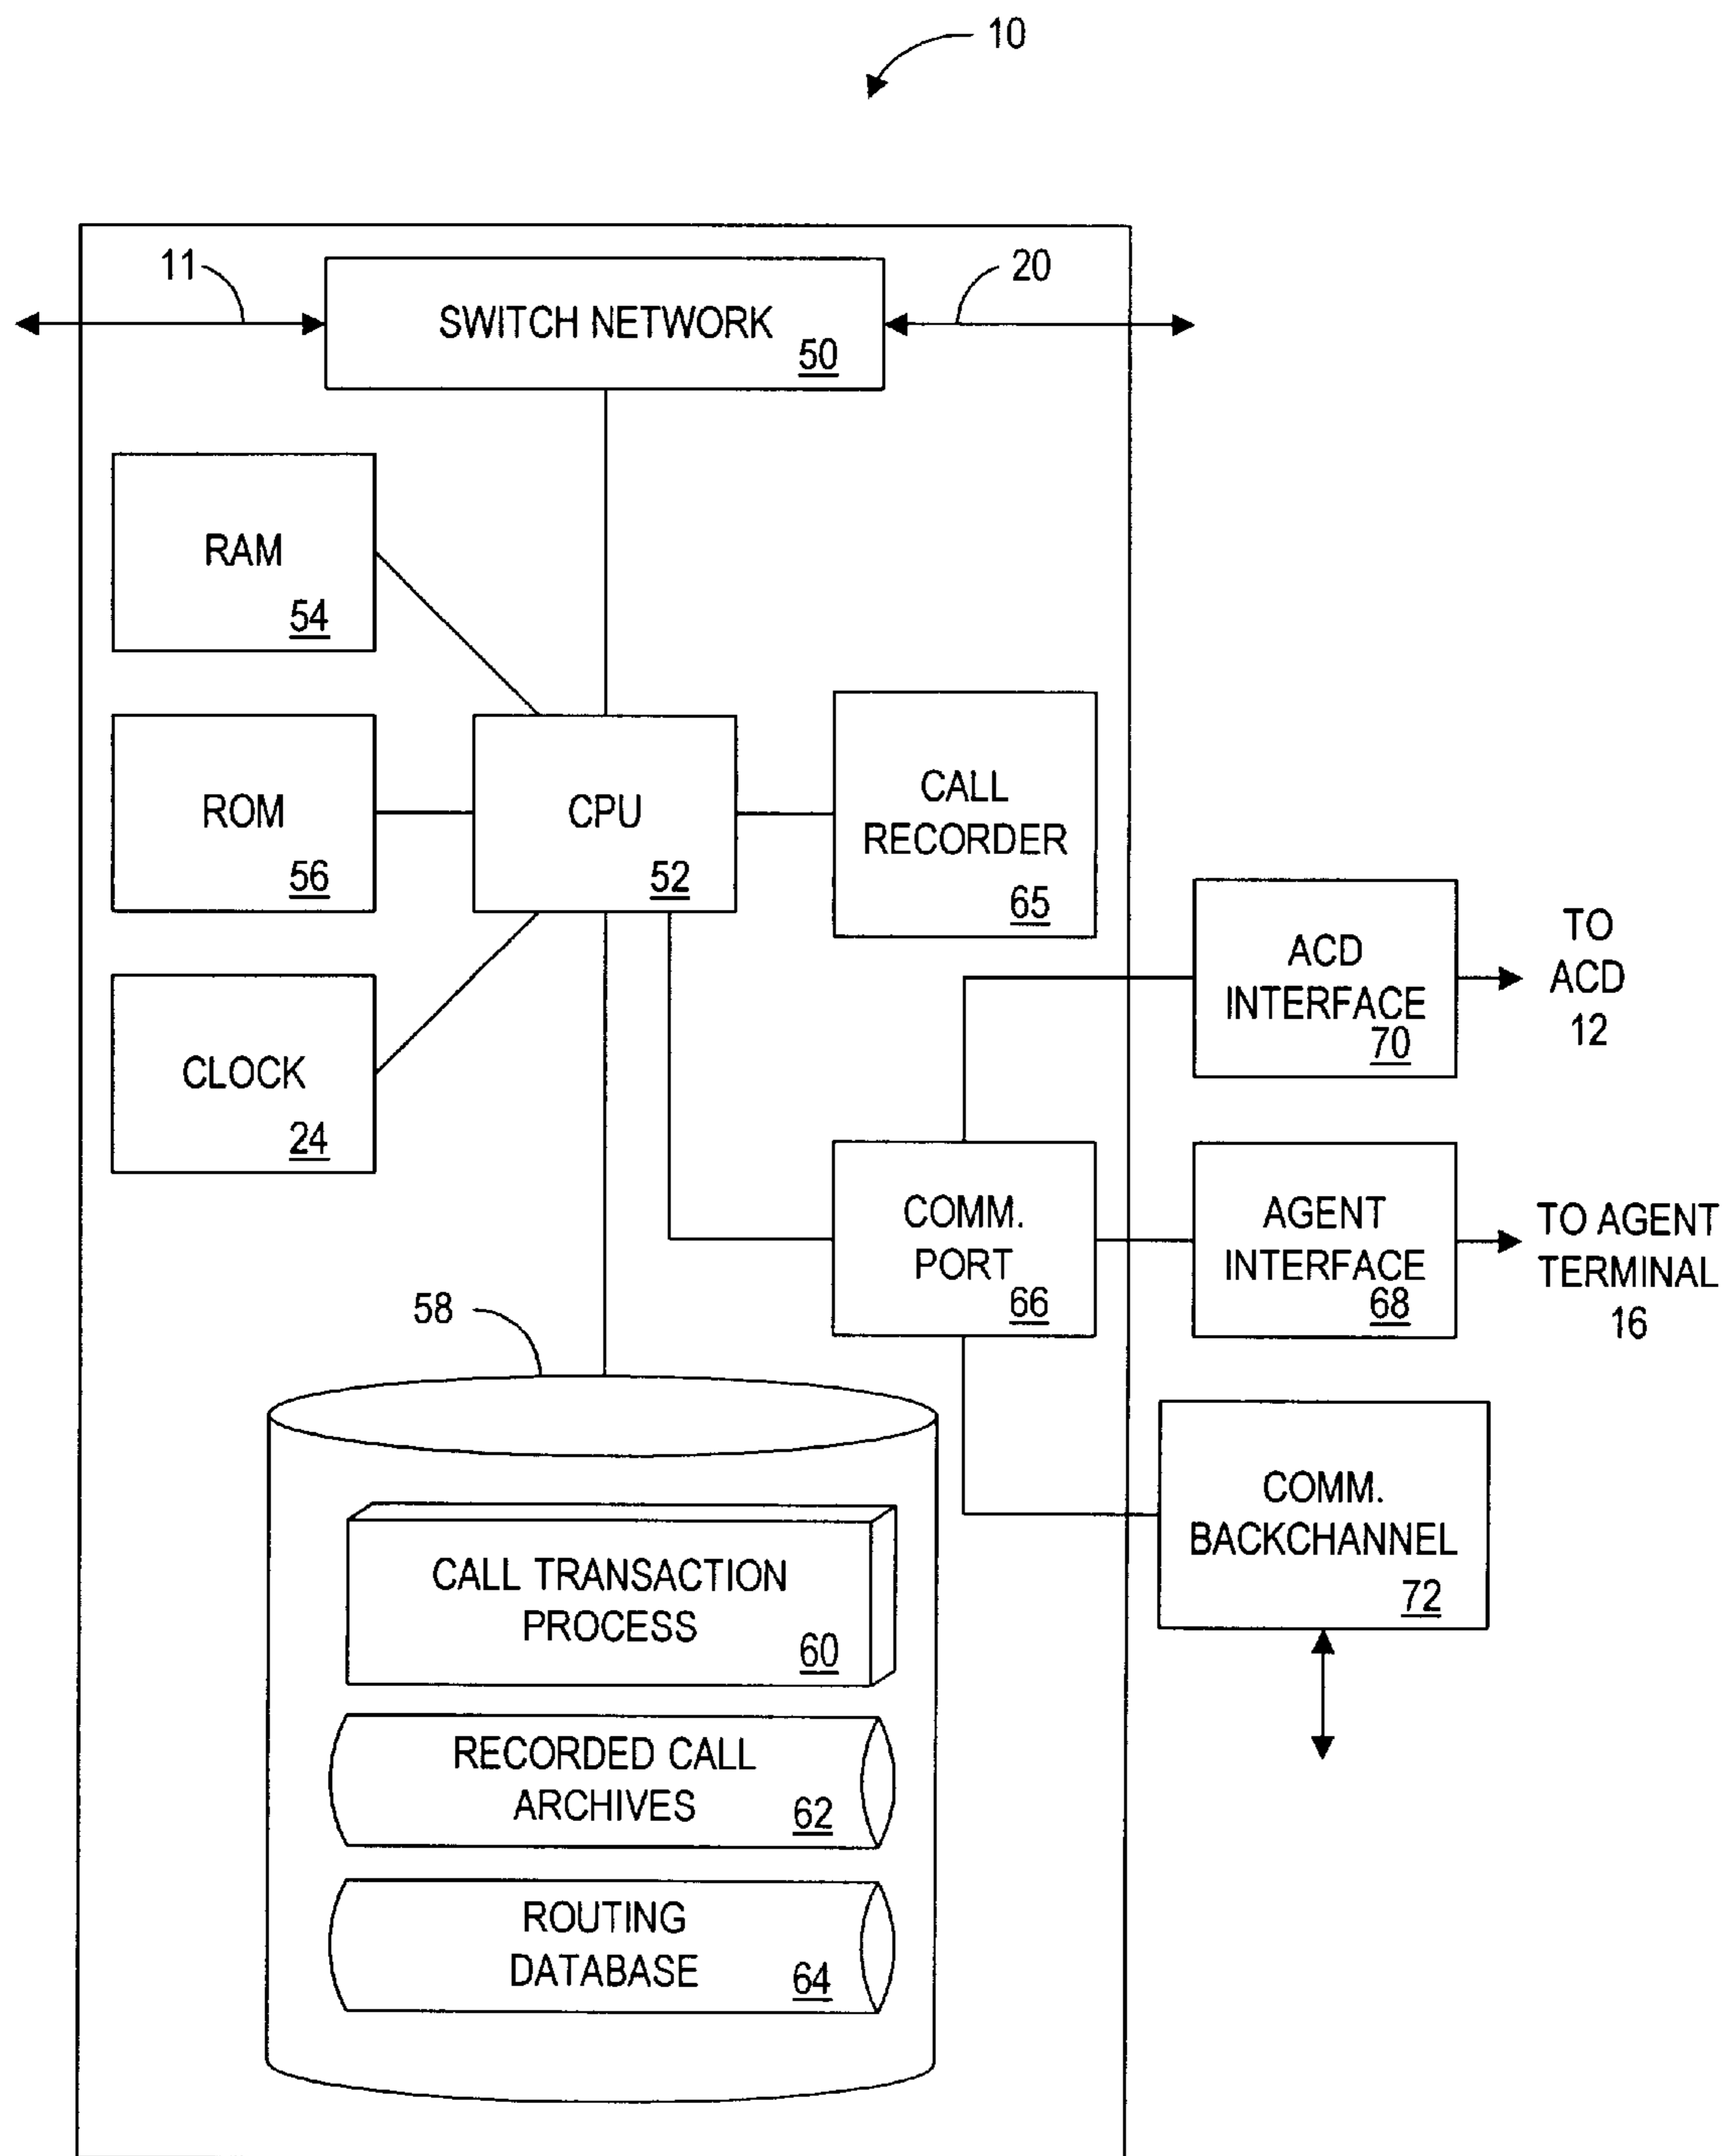 10
11
20
SWITCH NETWORK
50
RAM
54
ROM
56
CPU
52
CALL
RECORDER
65
CLOCK
24
ACD
INTERFACE
70
TO
ACD
12
COMM.
PORT
66
AGENT
INTERFACE
68
TO AGENT
TERMINAL
16
58
COMM.
BACKCHANNEL
72
CALL TRANSACTION
PROCESS
60
RECORDED CALL
ARCHIVES
62
ROUTING
DATABASE
64